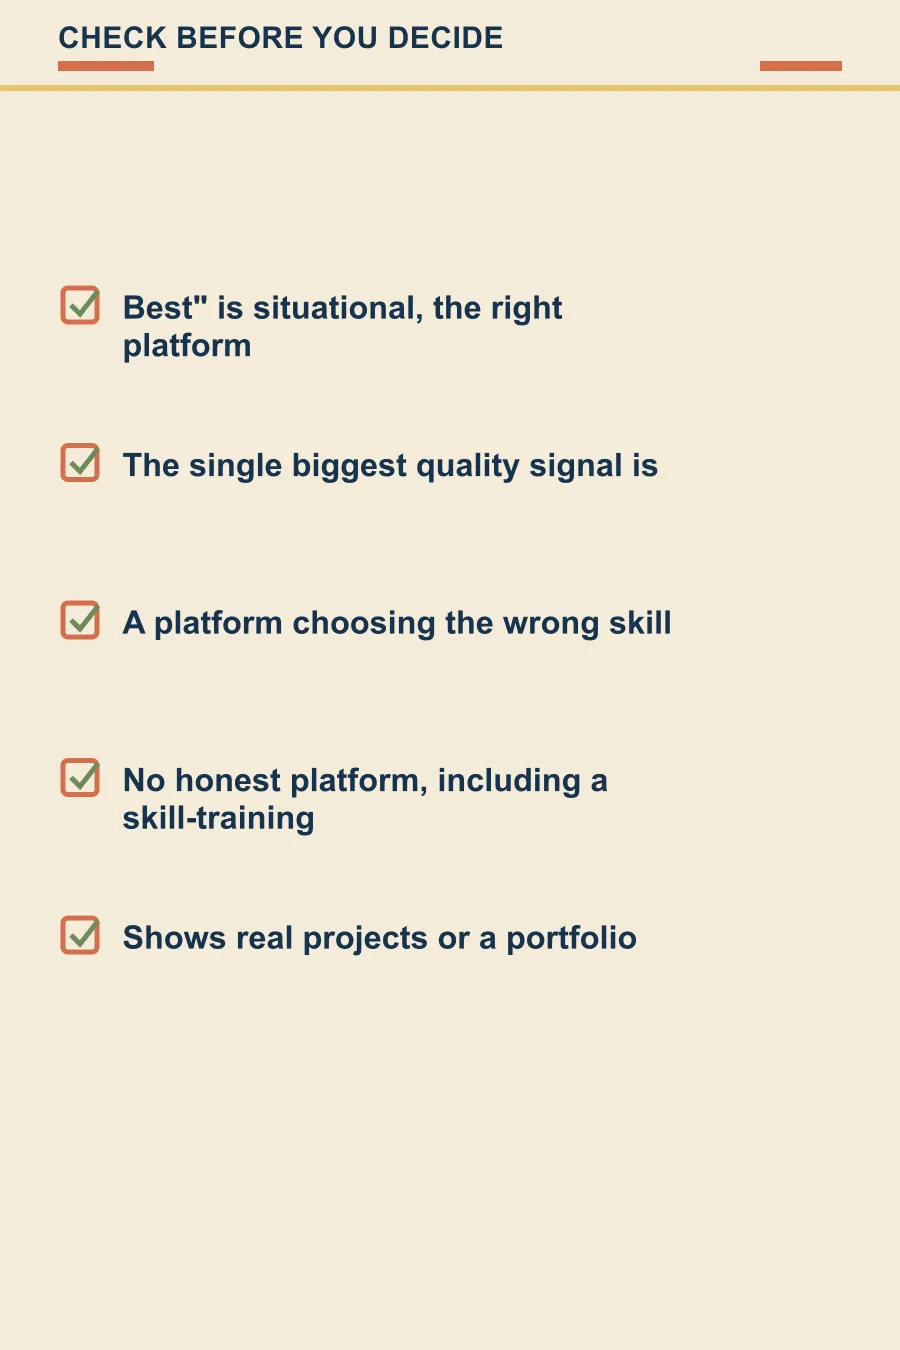 CHECK BEFORE YOU DECIDE
Best" is situational, the right
platform
The single biggest quality signal is
A platform choosing the wrong skill
No honest platform, including a
skill-training
Shows real projects or a portfolio